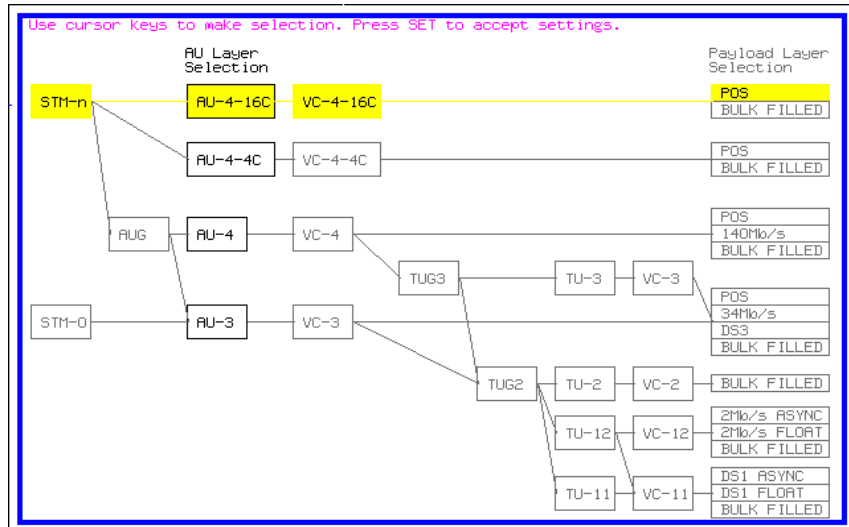 Use cursor keys to make selection. Press SET to accept settings.
AU Layer Payload Layer
Selection Selection
STM-n AU-4-16C VC-4-16C POS
BULK FILLED
AU-4-4C VC-4-4C POS
BULK FILLED
POS
AUG AU-4 VC-4 140Mb/s
BULK FILLED
TUG3 TU-3 VC-3
POS
STM-0 AU-3 VC-3 34Mb/s
DS3
BULK FILLED
TUG2 TU-2 VC-2 BULK FILLED
2Mb/s ASYNC
TU-12 VC-12 2Mb/s FLOAT
BULK FILLED
DS1 ASYNC
TU-11 VC-11 DS1 FLOAT
BULK FILLED